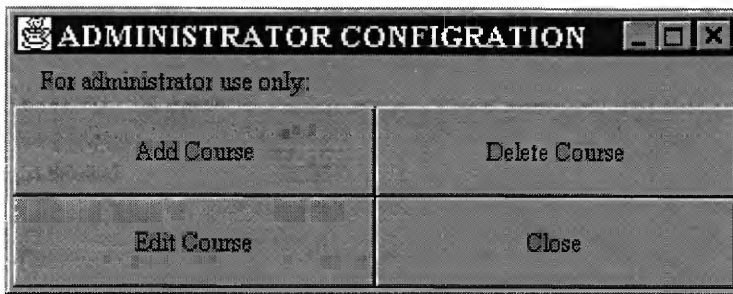 ADMINISTRATOR CONFIGRATION
For administrator use only:
Add Course Delete Course
Edit Course Close